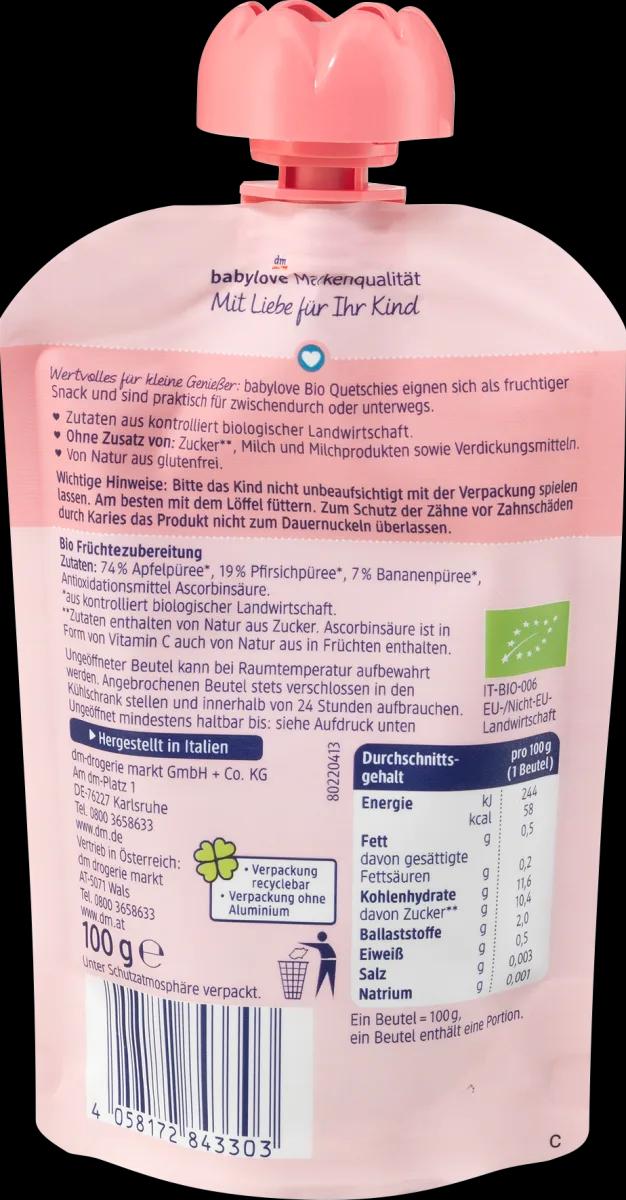 dm
babylove Markenqualität
Mit Liebe für Ihr Kind
Wertvolles für kleine Genießer: babylove Bio Quetschies eignen sich als fruchtiger
Snack und sind praktisch für zwischendurch oder unterwegs.
♥ Zutaten aus kontrolliert biologischer Landwirtschaft.
♥ Ohne Zusatz von: Zucker**, Milch und Milchprodukten sowie Verdickungsmitteln.
♥ Von Natur aus glutenfrei.
Wichtige Hinweise: Bitte das Kind nicht unbeaufsichtigt mit der Verpackung spielen
lassen. Am besten mit dem Löffel füttern. Zum Schutz der Zähne vor Zahnschäden
durch Karies das Produkt nicht zum Dauernuckeln überlassen.
Bio Früchtezubereitung
Zutaten: 74% Apfelpüree*, 19% Pfirsichpüree*, 7% Bananenpüree*,
Antioxidationsmittel Ascorbinsäure.
*aus kontrolliert biologischer Landwirtschaft.
**Zutaten enthalten von Natur aus Zucker. Ascorbinsäure ist in
Form von Vitamin C auch von Natur aus in Früchten enthalten.
Ungeöffneter Beutel kann bei Raumtemperatur aufbewahrt
werden. Angebrochenen Beutel stets verschlossen in den
Kühlschrank stellen und innerhalb von 24 Stunden aufbrauchen.
Ungeöffnet mindestens haltbar bis: siehe Aufdruck unten
IT-BIO-006
EU-/Nicht-EU-
Landwirtschaft
Hergestellt in Italien
dm-drogerie markt GmbH + Co. KG
Am dm-Platz 1
DE-76227 Karlsruhe
Tel. 0800 3658633
www.dm.de
Vertrieb in Österreich:
dm drogerie markt
AT-5071 Wals
Tel. 0800 3658633
www.dm.at
100 g e
Unter Schutzatmosphäre verpackt.
80220413
• Verpackung
recyclebar
• Verpackung ohne
Aluminium
Durchschnitts-
gehalt pro 100g
(1 Beutel)
Energie kJ 244
kcal 58
Fett g 0,5
davon gesättigte
Fettsäuren g 0,2
Kohlenhydrate g 11,6
davon Zucker** g 10,4
Ballaststoffe g 2,0
Eiweiß g 0,5
Salz g 0,003
Natrium g 0,001
Ein Beutel = 100g,
ein Beutel enthält eine Portion.
4 058172 843303
C